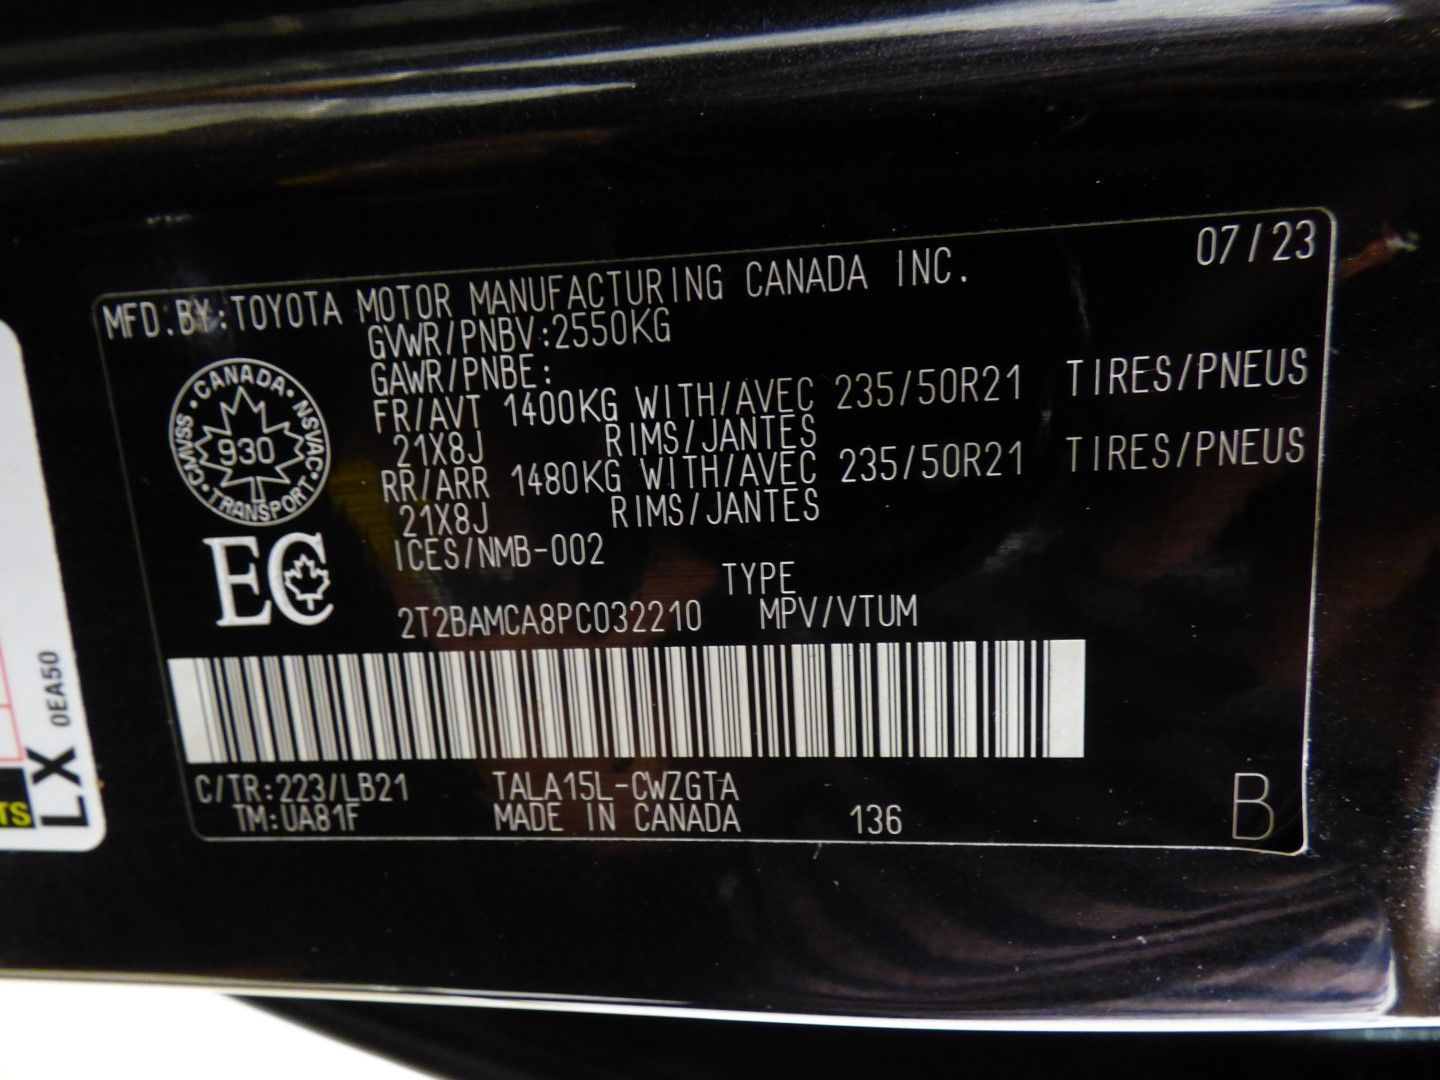 07/23
MFD.BY:TOYOTA MOTOR MANUFACTURING CANADA INC.
GVWR/PNBV:2550KG
GAWR/PNBE:
FR/AVT 1400KG WITH/AVEC 235/50R21 TIRES/PNEUS
21X8J RIMS/JANTES
RR/ARR 1480KG WITH/AVEC 235/50R21 TIRES/PNEUS
21X8J RIMS/JANTES
ICES/NMB-002
CANADA · NSVAC · TRANSPORT · CMVSS ·
930
EC
TYPE
2T2BAMCA8PC032210 MPV/VTUM
C/TR:223/LB21 TALA15L-CWZGTA
TM:UA81F MADE IN CANADA 136
B
LX
0EA50
TS